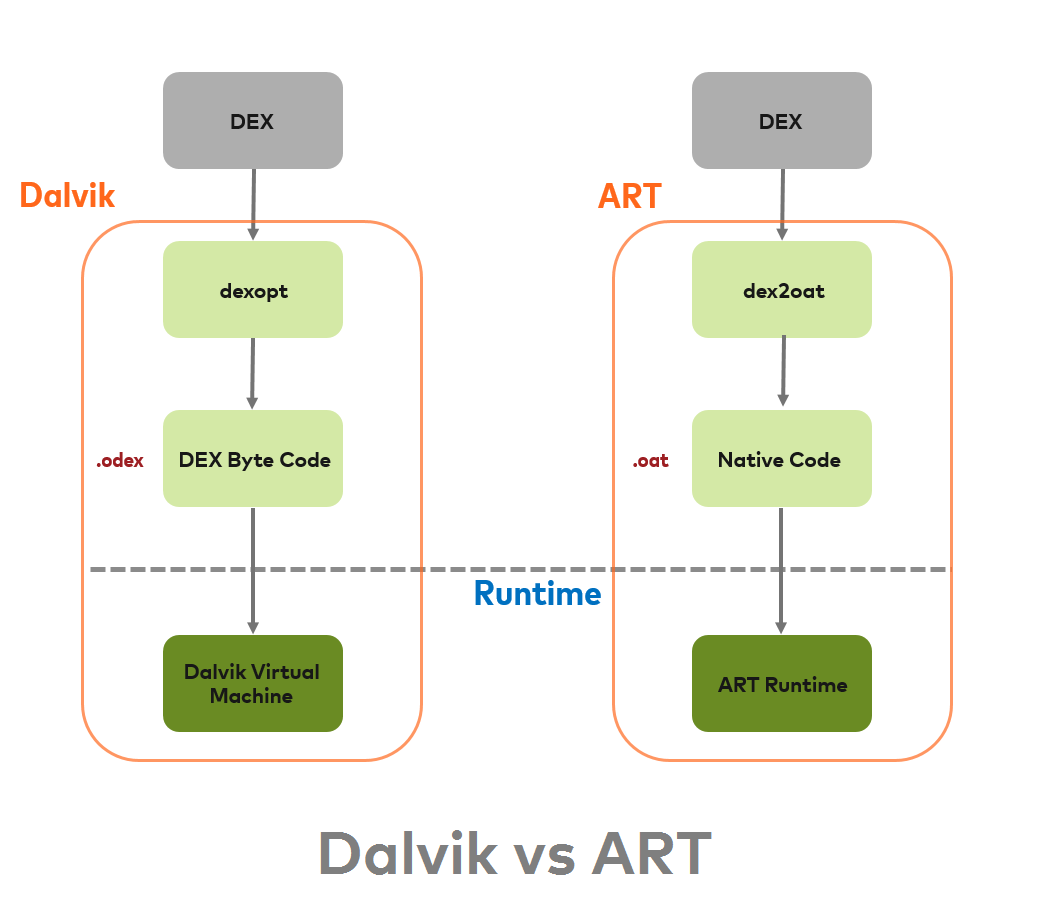 DEX
DEX
Dalvik
ART
dexopt
dex2oat
.odex
DEX Byte Code
.oat
Native Code
Runtime
Dalvik Virtual
Machine
ART Runtime
Dalvik vs ART